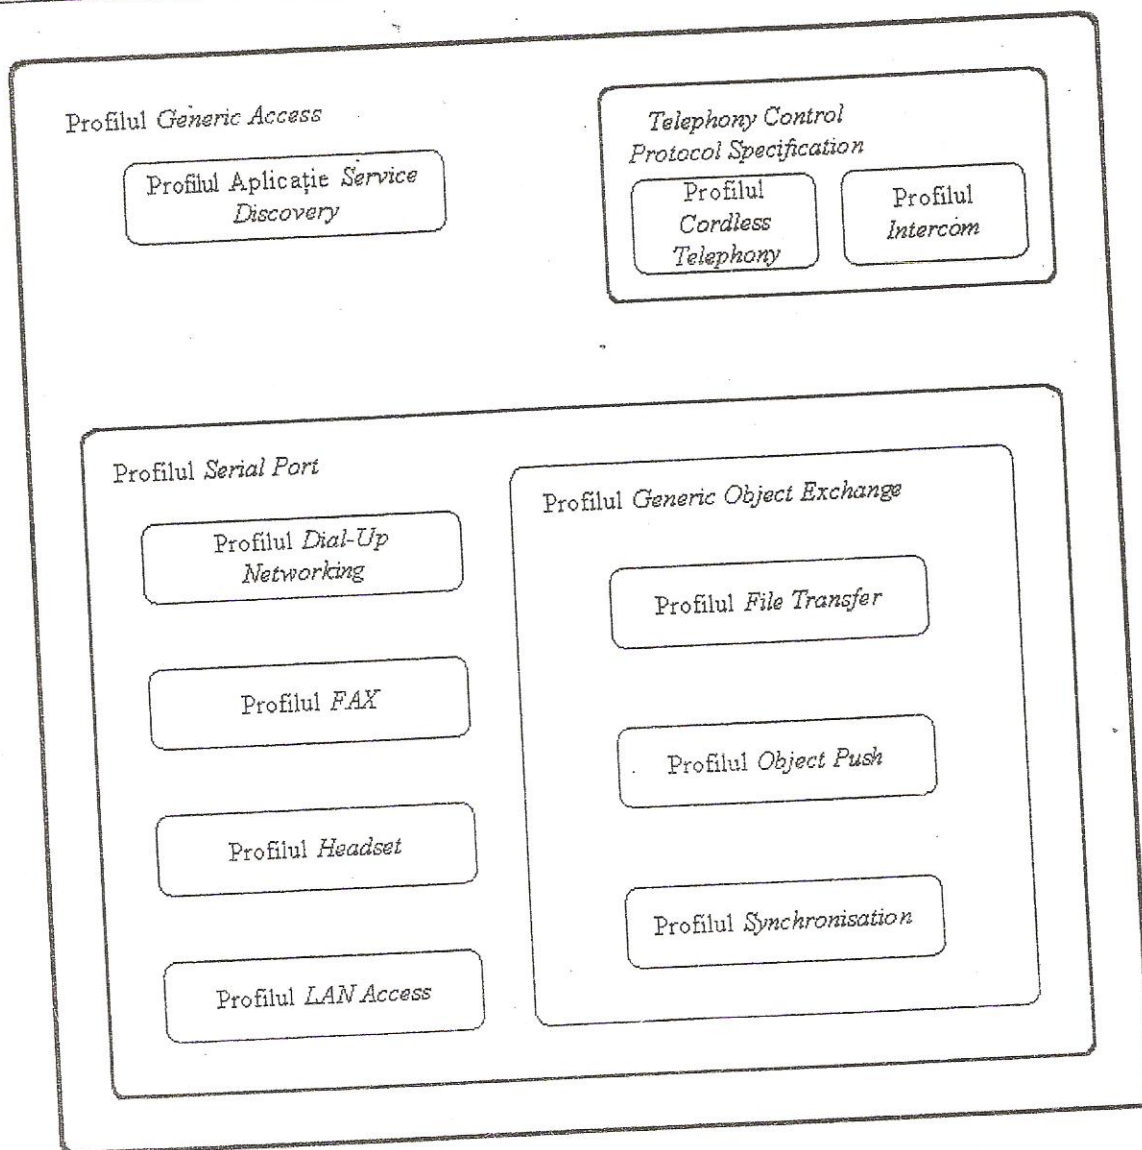 Profilul Generic Access
Profilul Aplicație Service
Discovery
Telephony Control
Protocol Specification
Profilul
Cordless
Telephony
Profilul
Intercom
Profilul Serial Port
Profilul Dial-Up
Networking
Profilul FAX
Profilul Headset
Profilul LAN Access
Profilul Generic Object Exchange
Profilul File Transfer
Profilul Object Push
Profilul Synchronisation